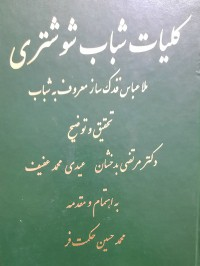 کلیات شباب شوشتری
ملا عباس قدک ساز معروف به شباب
تحقیق و توضیح
دکتر مرتضی بدخشان عیدی محمد حنیف
به اهتمام و مقدمه
محمد حسین حکمت فر